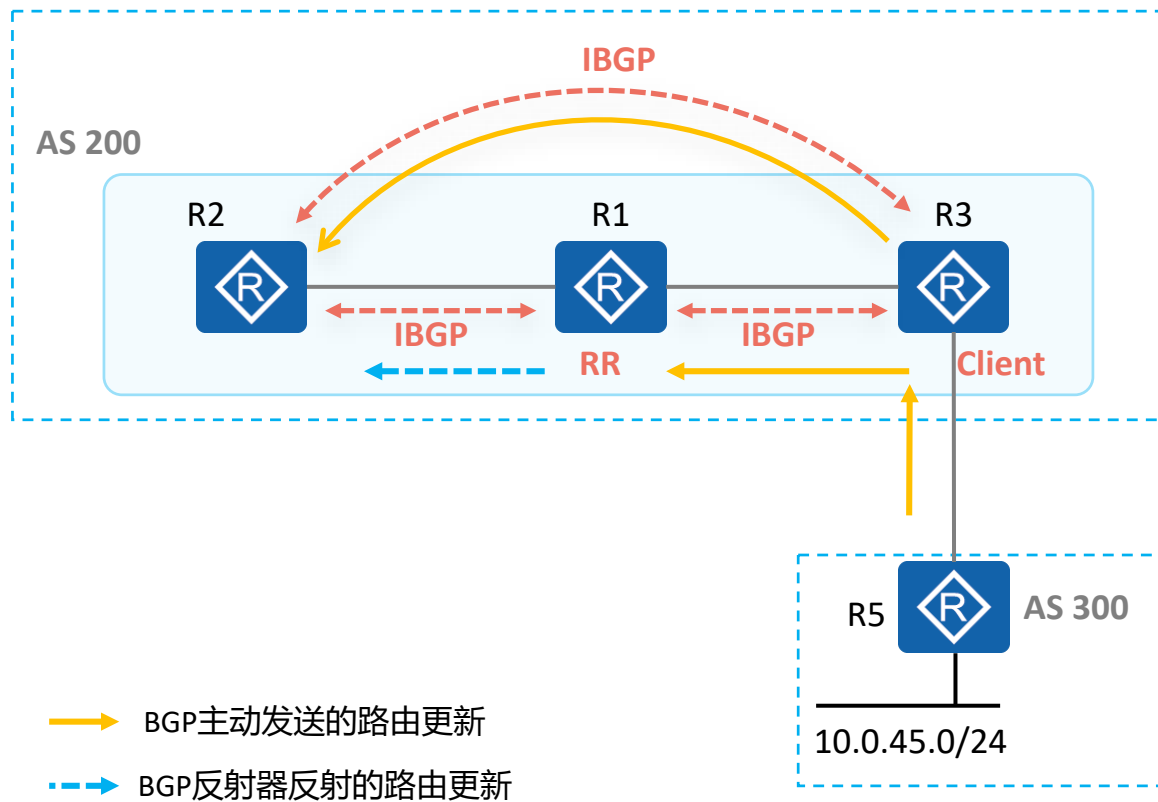 IBGP
AS 200
R2
R1
R3
R
R
R
IBGP
IBGP
RR
Client
R
R5
AS 300
10.0.45.0/24
BGP主动发送的路由更新
BGP反射器反射的路由更新